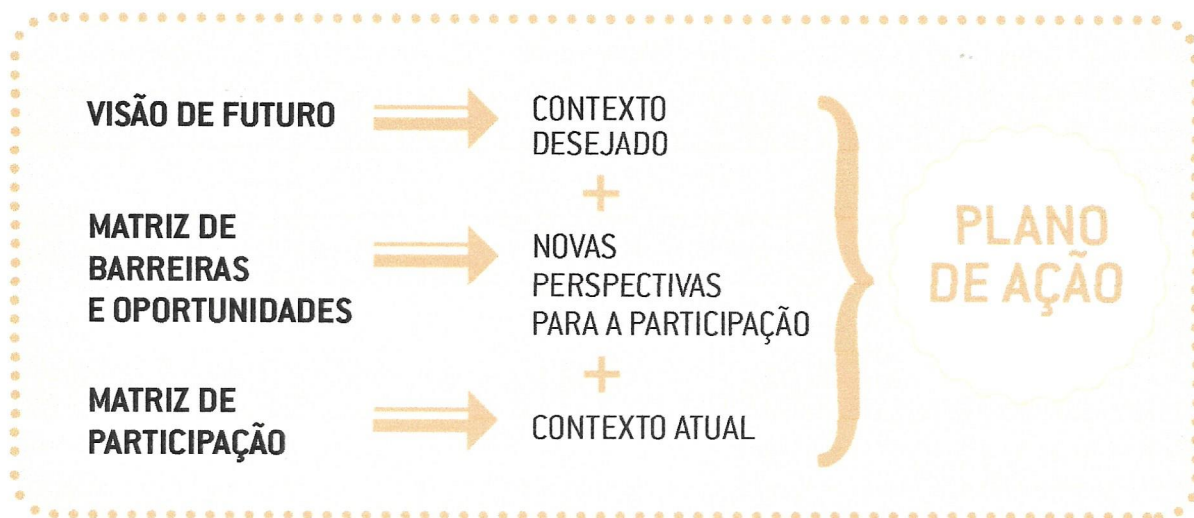 VISÃO DE FUTURO
CONTEXTO
DESEJADO
+
MATRIZ DE
BARREIRAS
E OPORTUNIDADES
NOVAS
PERSPECTIVAS
PARA A PARTICIPAÇÃO
+
MATRIZ DE
PARTICIPAÇÃO
CONTEXTO ATUAL
PLANO
DE AÇÃO